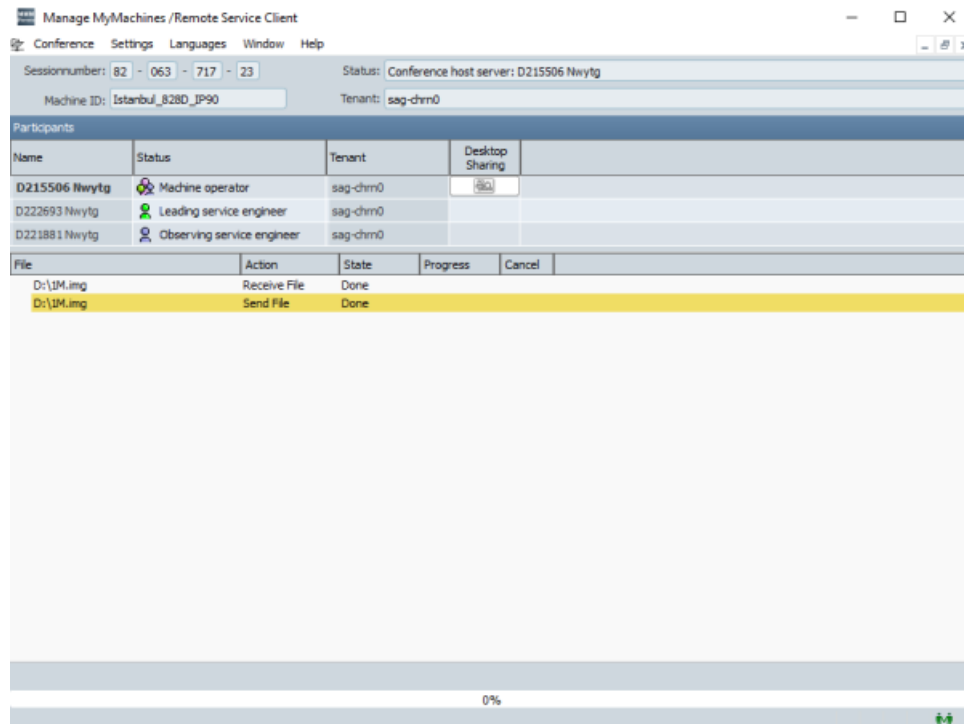 Manage MyMachines /Remote Service Client
Conference Settings Languages Window Help
Sessionnumber: 82 - 063 - 717 - 23 Status: Conference host server: D215506 Nwytg
Machine ID: Istanbul_828D_IP90 Tenant: sag-chrn0
Participants
Name Status Tenant Desktop Sharing
D215506 Nwytg Machine operator sag-chrn0
D222693 Nwytg Leading service engineer sag-chrn0
D221881 Nwytg Observing service engineer sag-chrn0
File Action State Progress Cancel
D:\1M.img Receive File Done
D:\1M.img Send File Done
0%